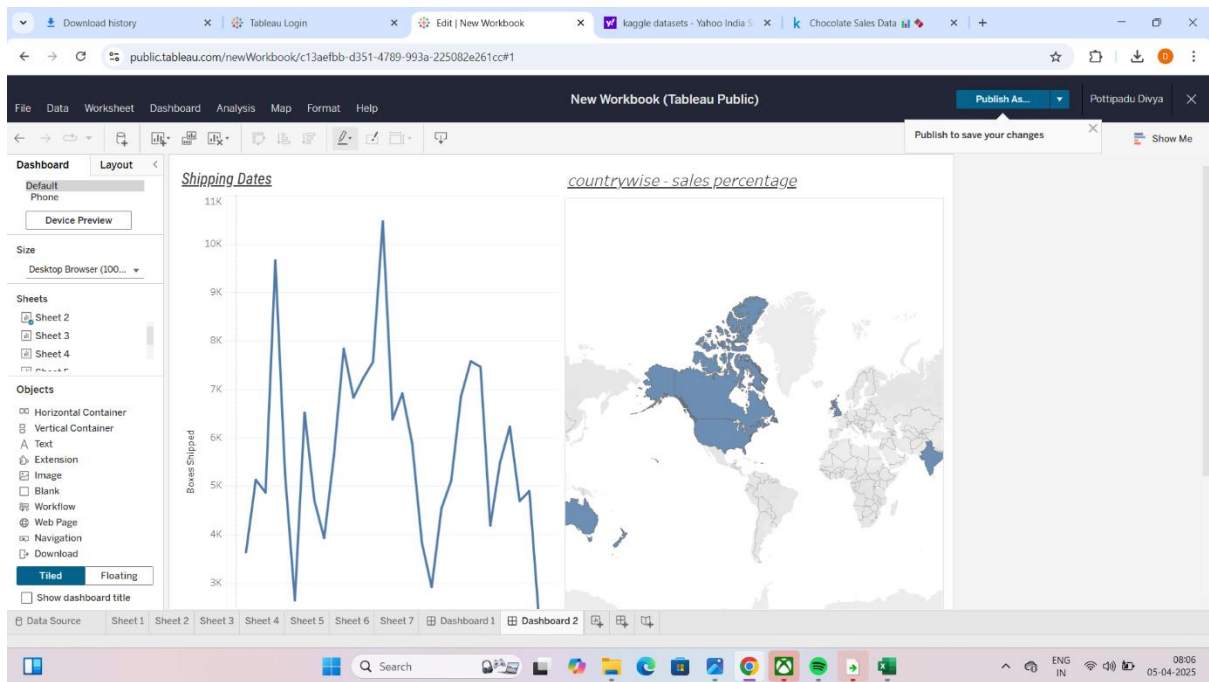 Download history
Tableau Login
Edit | New Workbook
kaggle datasets - Yahoo India S
Chocolate Sales Data
public.tableau.com/newWorkbook/c13aefbb-d351-4789-993a-225082e261cc#1
D
File Data Worksheet Dashboard Analysis Map Format Help
New Workbook (Tableau Public)
Publish As...
Pottipadu Divya
Publish to save your changes
Show Me
Dashboard Layout
Default
Phone
Device Preview
Size
Desktop Browser (100...
Sheets
Sheet 2
Sheet 3
Sheet 4
Objects
Horizontal Container
Vertical Container
A Text
Extension
Image
Blank
Workflow
Web Page
Navigation
Download
Tiled Floating
Show dashboard title
Shipping Dates
11K
10K
9K
8K
7K
6K
5K
4K
3K
Boxes Shipped
countrywise - sales percentage
Data Source Sheet 1 Sheet 2 Sheet 3 Sheet 4 Sheet 5 Sheet 6 Sheet 7 Dashboard 1 Dashboard 2
Search
ENG
IN
08:06
05-04-2025